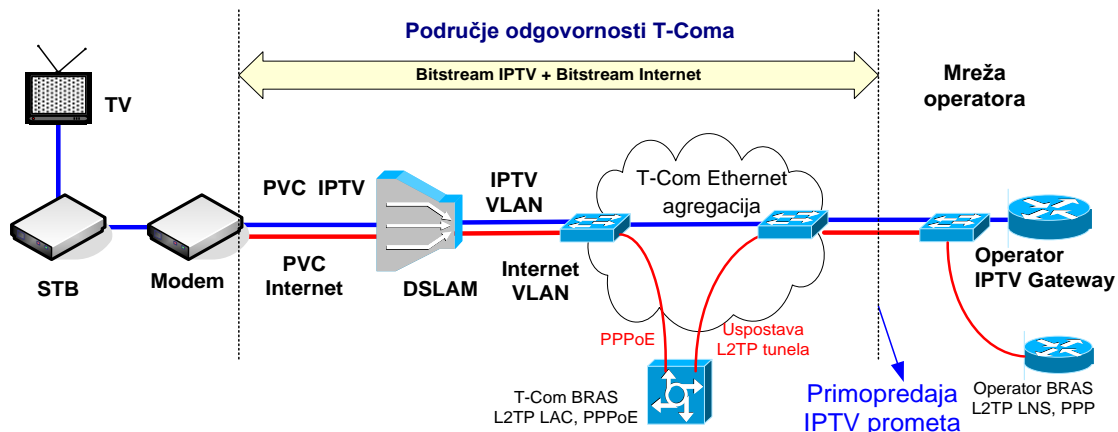 Područje odgovornosti T-Coma
Bitstream IPTV + Bitstream Internet
Mreža
operatora
TV
PVC IPTV
IPTV
VLAN
T-Com Ethernet
agregacija
STB
Modem
PVC
Internet
DSLAM
Internet
VLAN
Operator
IPTV Gateway
PPPoE
Uspostava
L2TP tunela
T-Com BRAS
L2TP LAC, PPPoE
Primopredaja
IPTV prometa
Operator BRAS
L2TP LNS, PPP